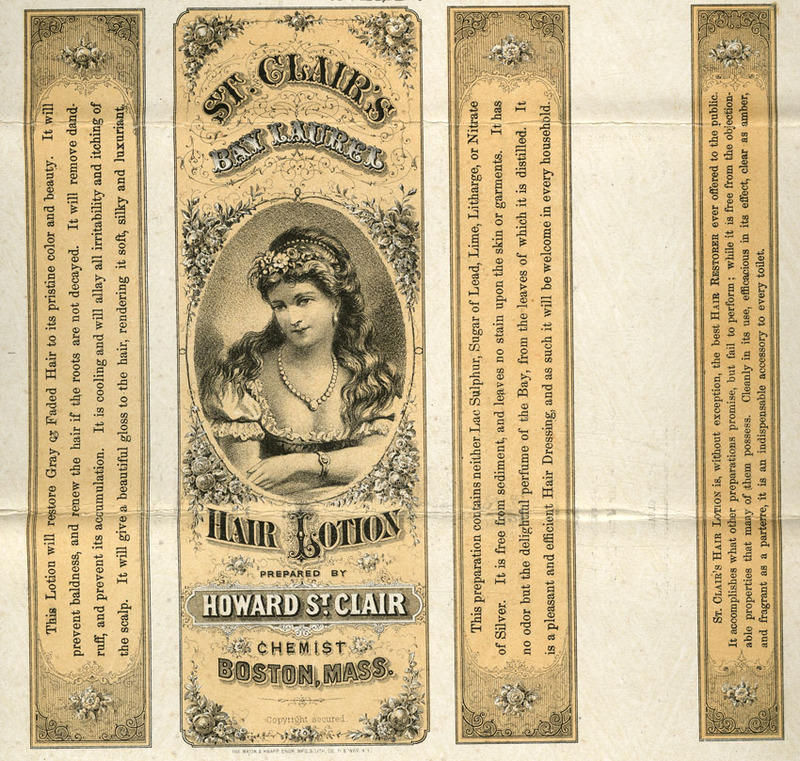 This Lotion will restore Gray & Faded Hair to its pristine color and beauty. It will
prevent baldness, and renew the hair if the roots are not decayed. It will remove dand-
ruff, and prevent its accumulation. It is cooling and will allay all irritability and itching of
the scalp. It will give a beautiful gloss to the hair, rendering it soft, silky and luxuriant.
ST. CLAIR'S
BAY LAUREL
HAIR LOTION
PREPARED BY
HOWARD ST. CLAIR
CHEMIST
BOSTON, MASS.
Copyright secured.
This preparation contains neither Lac Sulphur, Sugar of Lead, Lime, Litharge, or Nitrate
of Silver. It is free from sediment, and leaves no stain upon the skin or garments. It has
no odor but the delightful perfume of the Bay, from the leaves of which it is distilled. It
is a pleasant and efficient Hair Dressing, and as such it will be welcome in every household.
ST. CLAIR'S HAIR LOTION is, without exception, the best HAIR RESTORER ever offered to the public.
It accomplishes what other preparations promise, but fail to perform; while it is free from the objection-
able properties that many of them possess. Cleanly in its use, efficacious in its effect, clear as amber,
and fragrant as a parterre, it is an indispensable accessory to every toilet.